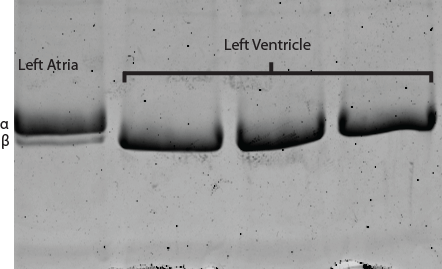 Left Ventricle
Left Atria
α
β